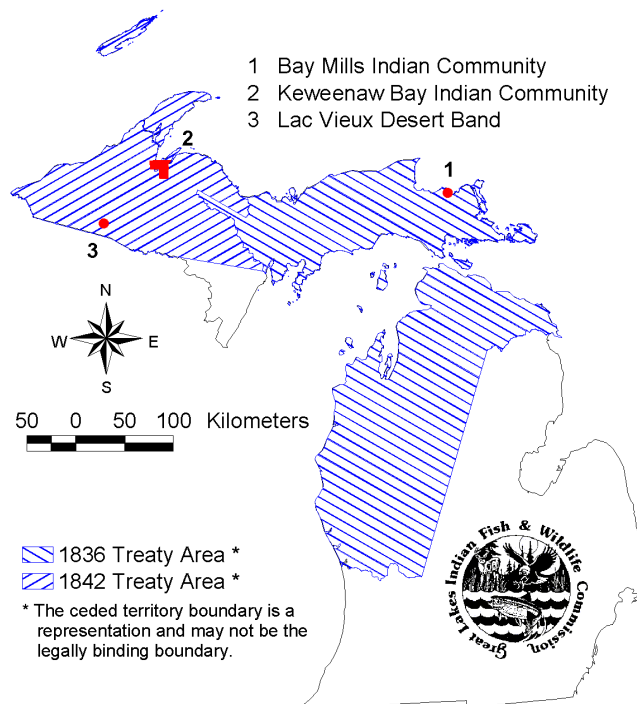 1 Bay Mills Indian Community
2 Keweenaw Bay Indian Community
3 Lac Vieux Desert Band
2
1
3
N
W E
S
50 0 50 100 Kilometers
1836 Treaty Area *
1842 Treaty Area *
* The ceded territory boundary is a
representation and may not be the
legally binding boundary.
Great Lakes Indian Fish & Wildlife Commission